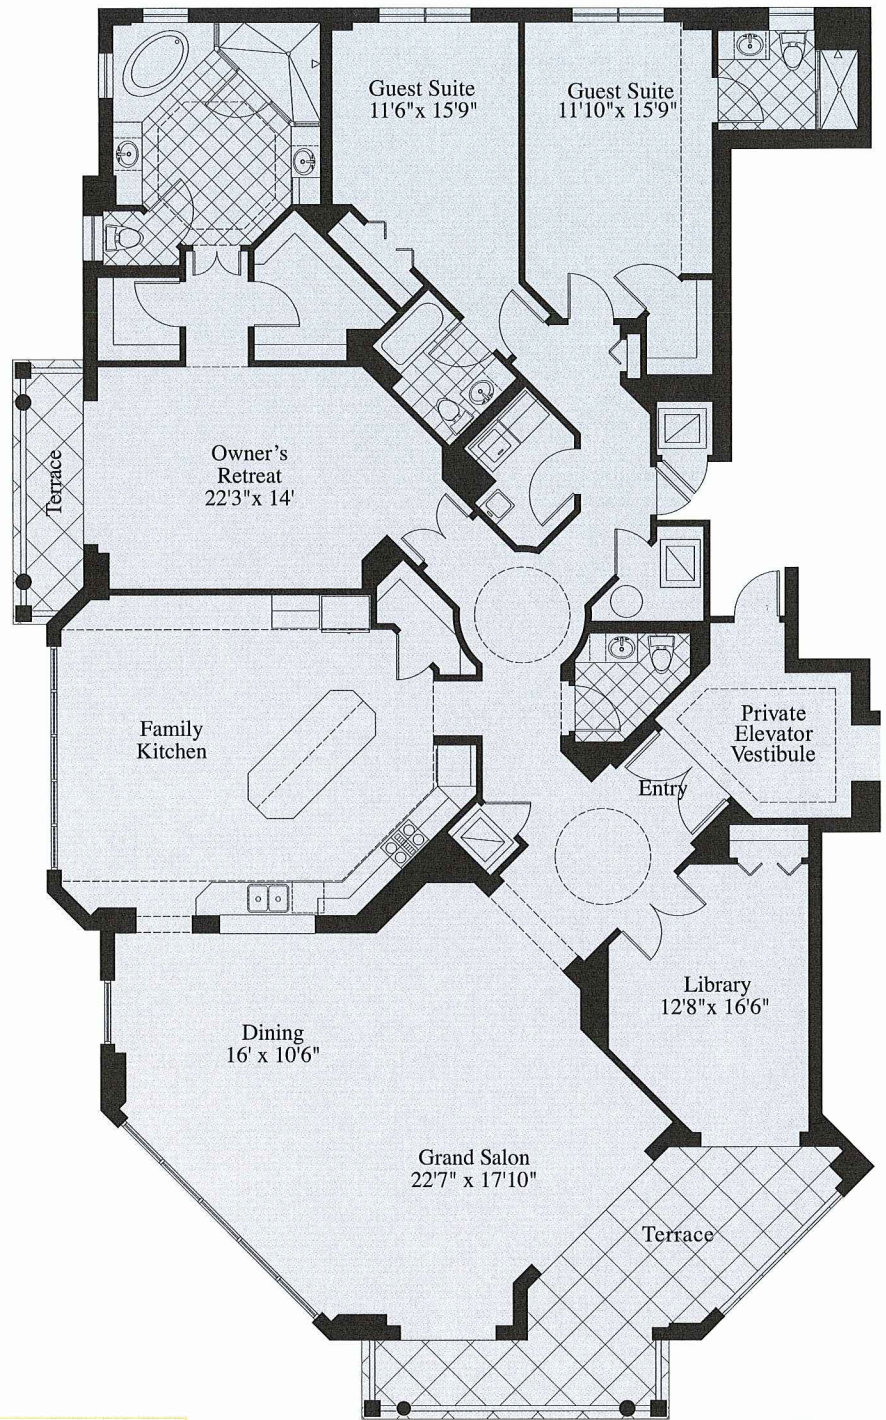 Guest Suite
11'6"x 15'9"
Guest Suite
11'10"x 15'9"
Owner's
Retreat
22'3"x 14'
Terrace
Family
Kitchen
Private
Elevator
Vestibule
Entry
Library
12'8"x 16'6"
Dining
16' x 10'6"
Grand Salon
22'7" x 17'10"
Terrace